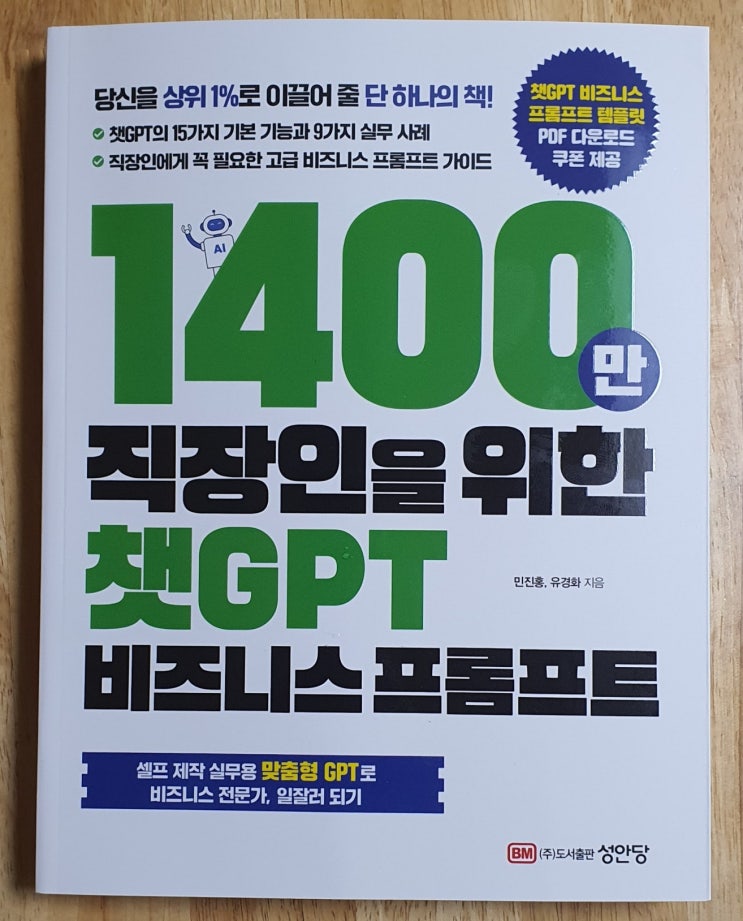 당신을 상위 1%로 이끌어 줄 단 하나의 책!
챗GPT의 15가지 기본 기능과 9가지 실무 사례
직장인에게 꼭 필요한 고급 비즈니스 프롬프트 가이드
챗GPT 비즈니스
프롬프트 템플릿
PDF 다운로드
쿠폰 제공
AI
1400만
직장인을 위한
챗GPT
민진홍, 유경화 지음
비즈니스 프롬프트
셀프 제작 실무용 맞춤형 GPT로
비즈니스 전문가, 일잘러 되기
BM (주)도서출판 성안당